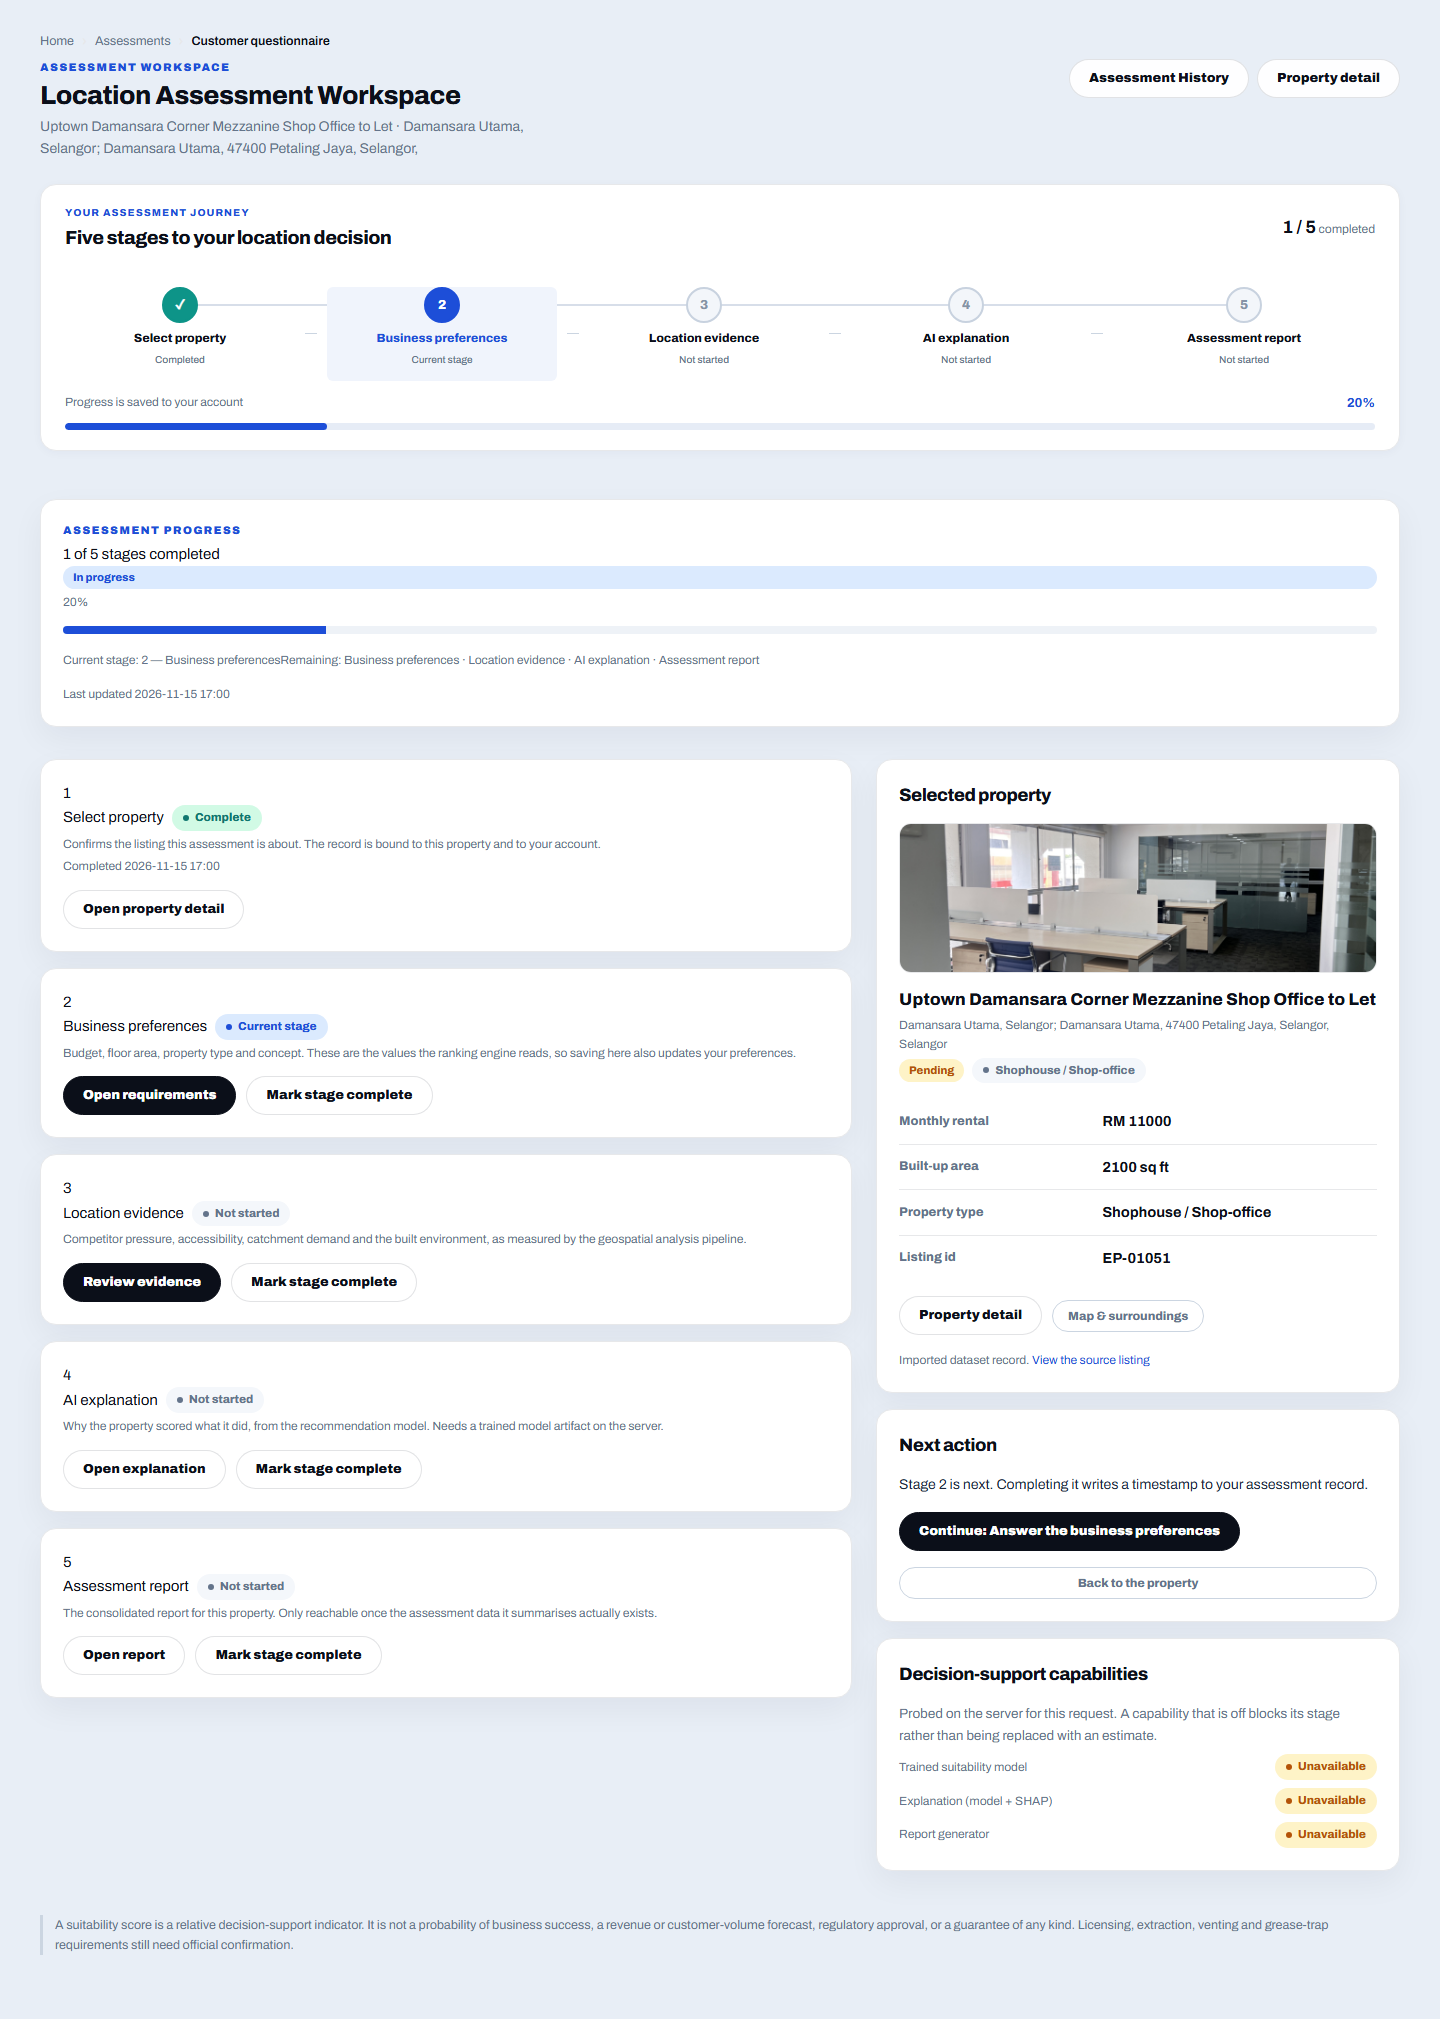 Home Assessments Customer questionnaire
ASSESSMENT WORKSPACE
Location Assessment Workspace
Uptown Damansara Corner Mezzanine Shop Office to Let · Damansara Utama,
Selangor; Damansara Utama, 47400 Petaling Jaya, Selangor,
Assessment History
Property detail
YOUR ASSESSMENT JOURNEY
Five stages to your location decision
1 / 5 completed
✓
Select property
Completed
—
2
Business preferences
Current stage
—
3
Location evidence
Not started
—
4
AI explanation
Not started
—
5
Assessment report
Not started
Progress is saved to your account
20%
ASSESSMENT PROGRESS
1 of 5 stages completed
In progress
20%
Current stage: 2 — Business preferencesRemaining: Business preferences · Location evidence · AI explanation · Assessment report
Last updated 2026-11-15 17:00
1
Select property Complete
Confirms the listing this assessment is about. The record is bound to this property and to your account.
Completed 2026-11-15 17:00
Open property detail
2
Business preferences Current stage
Budget, floor area, property type and concept. These are the values the ranking engine reads, so saving here also updates your preferences.
Open requirements Mark stage complete
3
Location evidence Not started
Competitor pressure, accessibility, catchment demand and the built environment, as measured by the geospatial analysis pipeline.
Review evidence Mark stage complete
4
AI explanation Not started
Why the property scored what it did, from the recommendation model. Needs a trained model artifact on the server.
Open explanation Mark stage complete
5
Assessment report Not started
The consolidated report for this property. Only reachable once the assessment data it summarises actually exists.
Open report Mark stage complete
Selected property
Uptown Damansara Corner Mezzanine Shop Office to Let
Damansara Utama, Selangor; Damansara Utama, 47400 Petaling Jaya, Selangor,
Selangor
Pending Shophouse / Shop-office
Monthly rental RM 11000
Built-up area 2100 sq ft
Property type Shophouse / Shop-office
Listing id EP-01051
Property detail Map & surroundings
Imported dataset record. View the source listing
Next action
Stage 2 is next. Completing it writes a timestamp to your assessment record.
Continue: Answer the business preferences
Back to the property
Decision-support capabilities
Probed on the server for this request. A capability that is off blocks its stage
rather than being replaced with an estimate.
Trained suitability model Unavailable
Explanation (model + SHAP) Unavailable
Report generator Unavailable
A suitability score is a relative decision-support indicator. It is not a probability of business success, a revenue or customer-volume forecast, regulatory approval, or a guarantee of any kind. Licensing, extraction, venting and grease-trap
requirements still need official confirmation.